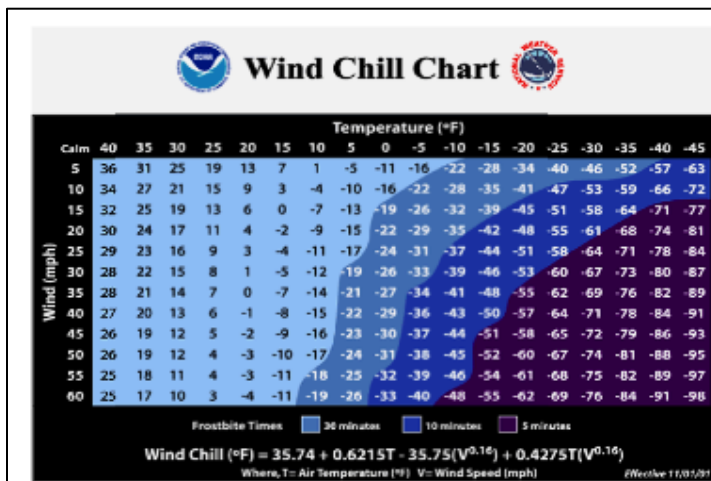 Wind Chill Chart
Temperature (°F)
Calm 40 35 30 25 20 15 10 5 0 -5 -10 -15 -20 -25 -30 -35 -40 -45
5 36 31 25 19 13 7 1 -5 -11 -16 -22 -28 -34 -40 -46 -52 -57 -63
10 34 27 21 15 9 3 -4 -10 -16 -22 -28 -35 -41 -47 -53 -59 -66 -72
15 32 25 19 13 6 0 -7 -13 -19 -26 -32 -39 -45 -51 -58 -64 -71 -77
20 30 24 17 11 4 -2 -9 -15 -22 -29 -35 -42 -48 -55 -61 -68 -74 -81
25 29 23 16 9 3 -4 -11 -17 -24 -31 -37 -44 -51 -58 -64 -71 -78 -84
30 28 22 15 8 1 -5 -12 -19 -26 -33 -39 -46 -53 -60 -67 -73 -80 -87
35 28 21 14 7 0 -7 -14 -21 -27 -34 -41 -48 -55 -62 -69 -76 -82 -89
40 27 20 13 6 -1 -8 -15 -22 -29 -36 -43 -50 -57 -64 -71 -78 -84 -91
45 26 19 12 5 -2 -9 -16 -23 -30 -37 -44 -51 -58 -65 -72 -79 -86 -93
50 26 19 12 4 -3 -10 -17 -24 -31 -38 -45 -52 -60 -67 -74 -81 -88 -95
55 25 18 11 4 -3 -11 -18 -25 -32 -39 -46 -54 -61 -68 -75 -82 -89 -97
60 25 17 10 3 -4 -11 -19 -26 -33 -40 -48 -55 -62 -69 -76 -84 -91 -98
Wind (mph)
Frostbite Times 30 minutes 10 minutes 5 minutes
Wind Chill (°F) = 35.74 + 0.6215T - 35.75(V^0.16) + 0.4275T(V^0.16)
Where, T= Air Temperature (°F) V= Wind Speed (mph)
Effective 11/01/01